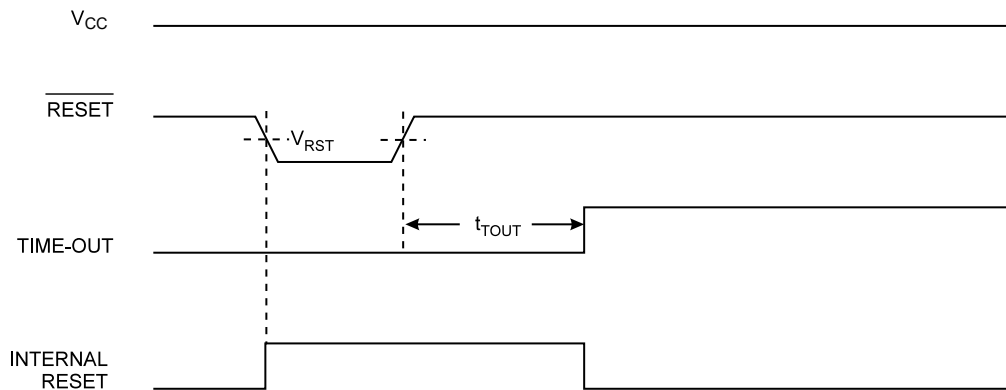 VCC
RESET
VRST
tTOUT
TIME-OUT
INTERNAL
RESET